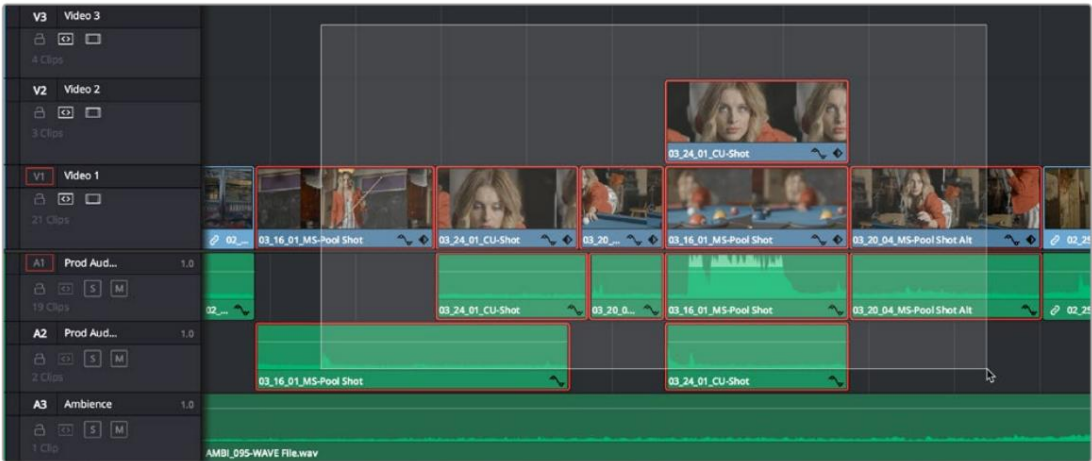 V3 Video 3
4 Clips
V2 Video 2
3 Clips
03_24_01_CU-Shot
V1 Video 1
21 Clips
02_...
03_16_01_MS-Pool Shot
03_24_01_CU-Shot
03_20_...
03_16_01_MS-Pool Shot
03_20_04_MS-Pool Shot Alt
02_25
A1 Prod Aud... 1.0
S M
19 Clips
02_...
03_24_01_CU-Shot
03_20_0...
03_16_01_MS-Pool Shot
03_20_04_MS-Pool Shot Alt
02_25
A2 Prod Aud... 1.0
S M
2 Clips
03_16_01_MS-Pool Shot
03_24_01_CU-Shot
A3 Ambience 1.0
S M
1 Clip
AMBI_095-WAVE File.wav